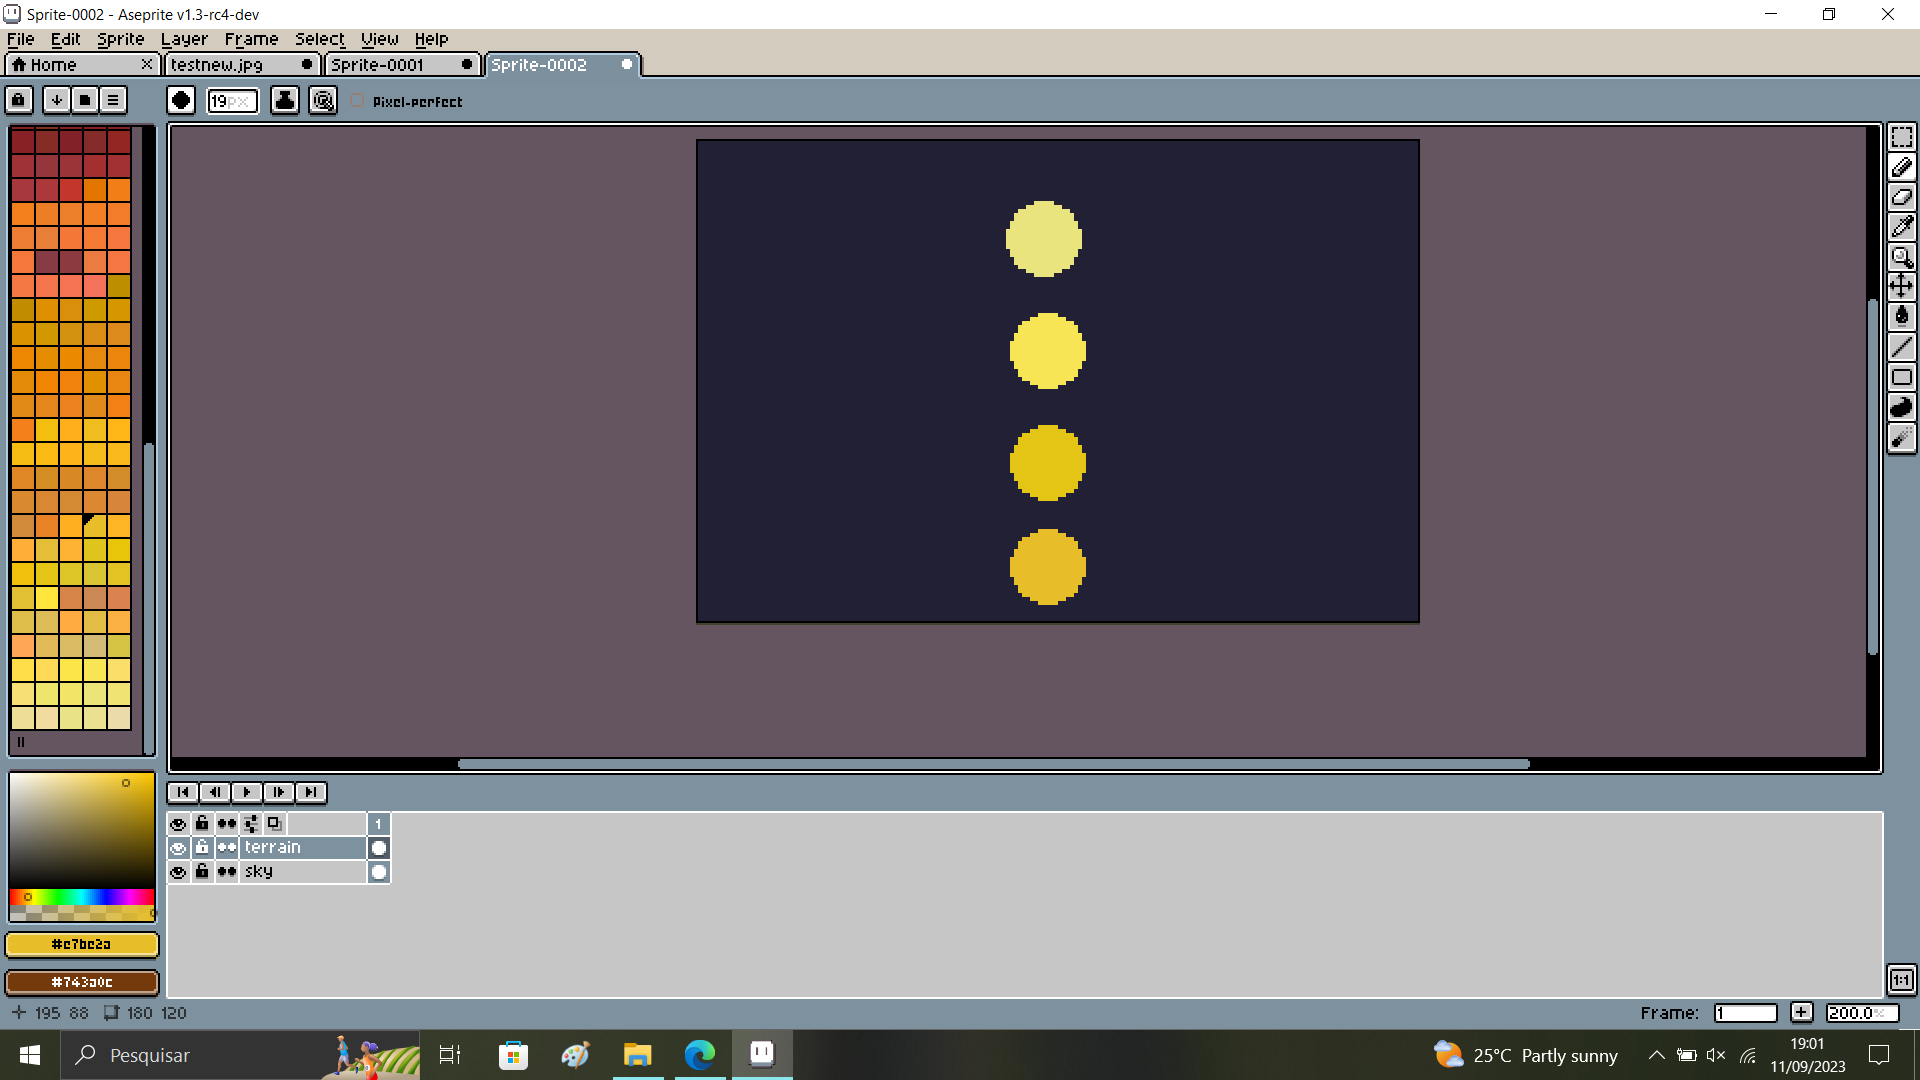 Sprite-0002 - Aseprite v1.3-rc4-dev
File Edit Sprite Layer Frame Select View Help
Home testnew.jpg Sprite-0001 Sprite-0002
19px Pixel-perfect
1
terrain
sky
#e7bc2a
#743a0c
195 88 180 120
1:1
Frame: 1 200.0%
Pesquisar
25°C Partly sunny
19:01
11/09/2023